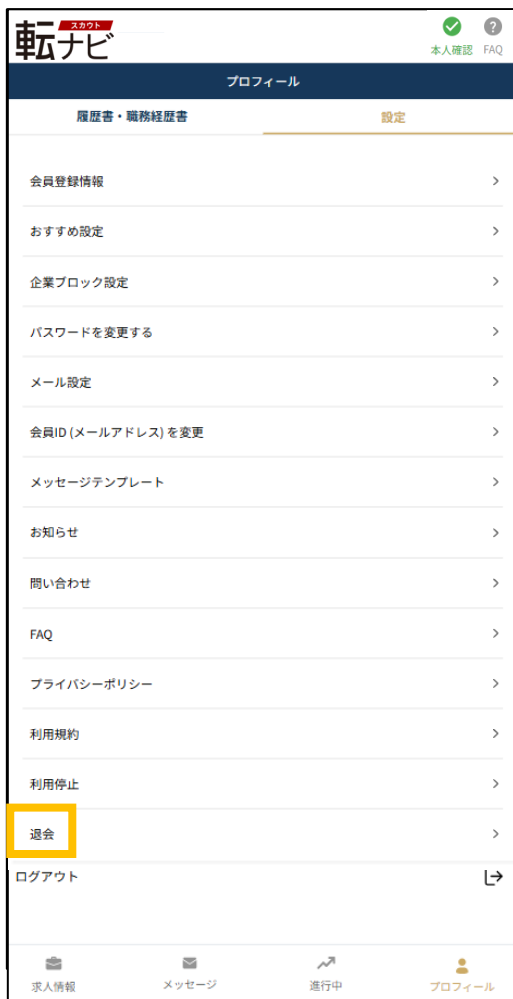 スカウト
転ナビ
?
本人確認 FAQ
プロフィール
履歴書・職務経歴書 設定
会員登録情報
おすすめ設定
企業ブロック設定
パスワードを変更する
メール設定
会員ID (メールアドレス) を変更
メッセージテンプレート
お知らせ
問い合わせ
FAQ
プライバシーポリシー
利用規約
利用停止
退会
ログアウト
求人情報 メッセージ 進行中 プロフィール